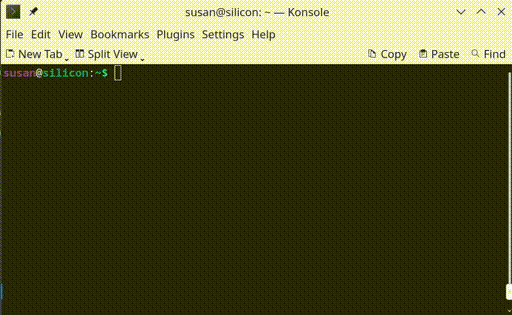 susan@silicon: ~ — Konsole
File Edit View Bookmarks Plugins Settings Help
New Tab Split View Copy Paste Find
susan@silicon:~$